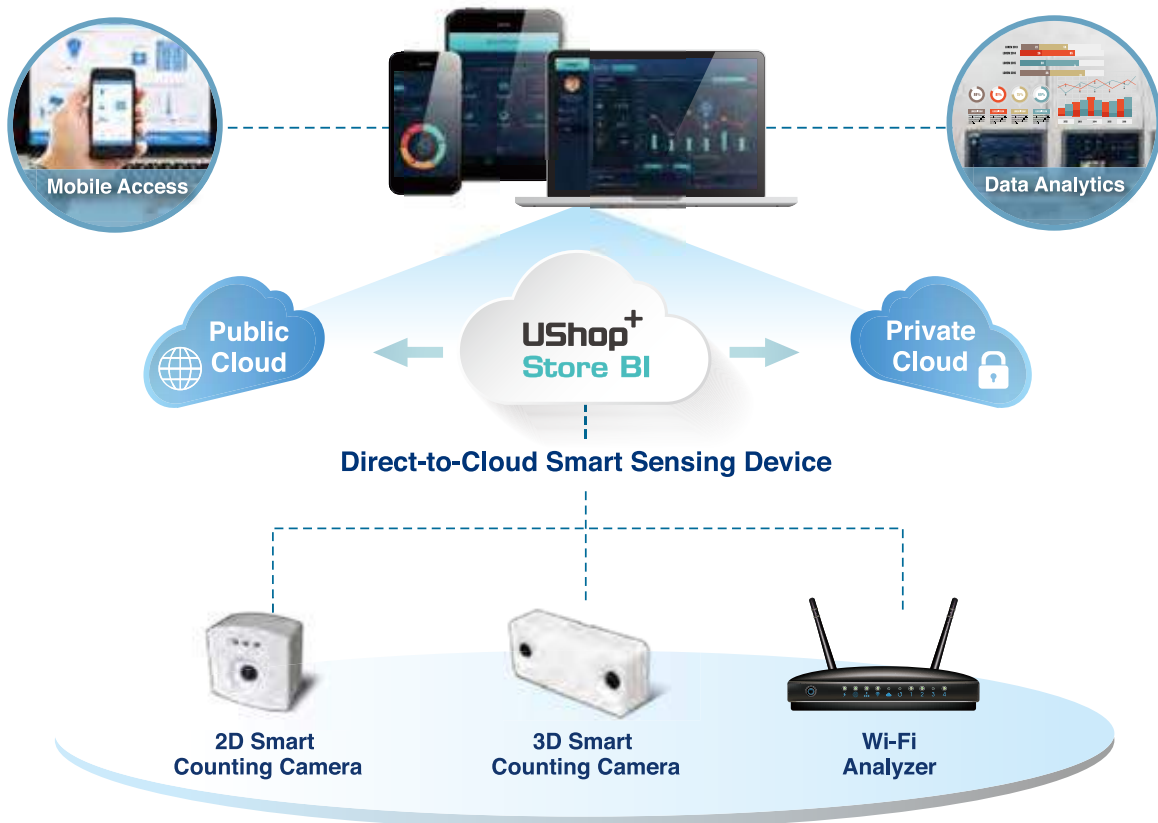 Mobile Access
Data Analytics
Public
Cloud
UShop+
Store BI
Private
Cloud
Direct-to-Cloud Smart Sensing Device
2D Smart
Counting Camera
3D Smart
Counting Camera
Wi-Fi
Analyzer